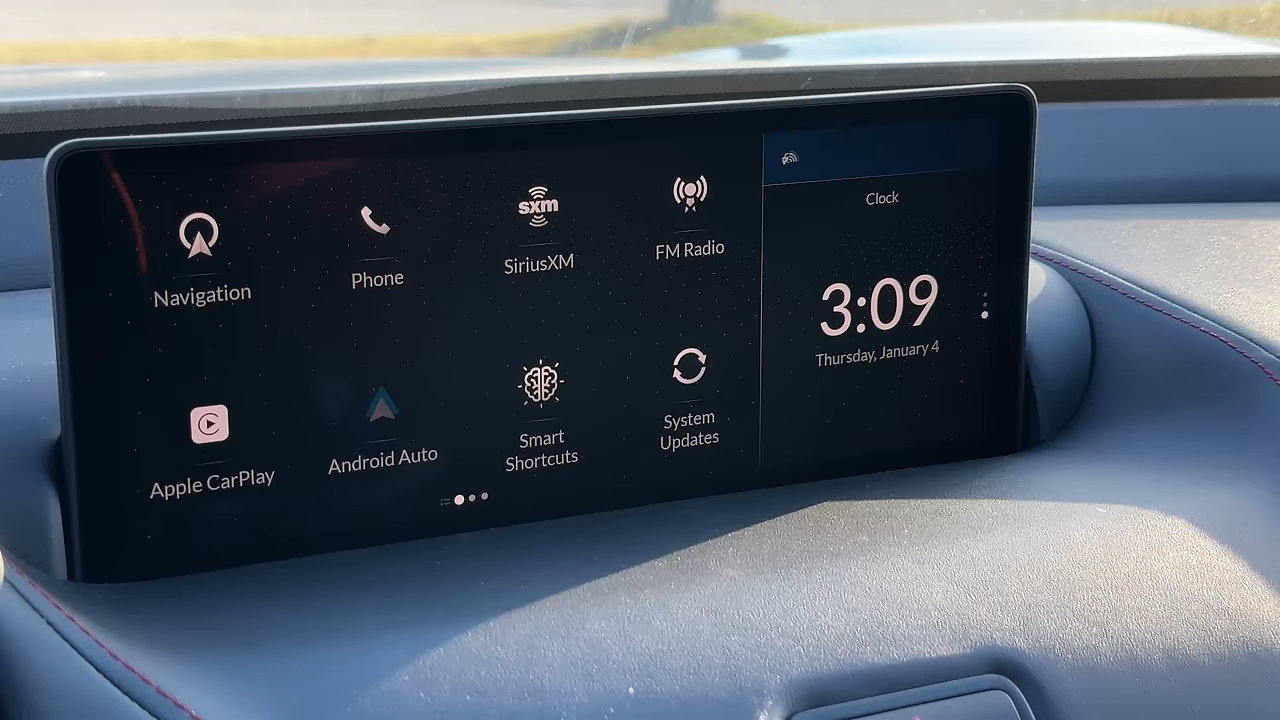 Navigation
Phone
sxm
SiriusXM
FM Radio
Apple CarPlay
Android Auto
Smart
Shortcuts
System
Updates
Clock
3:09
Thursday, January 4